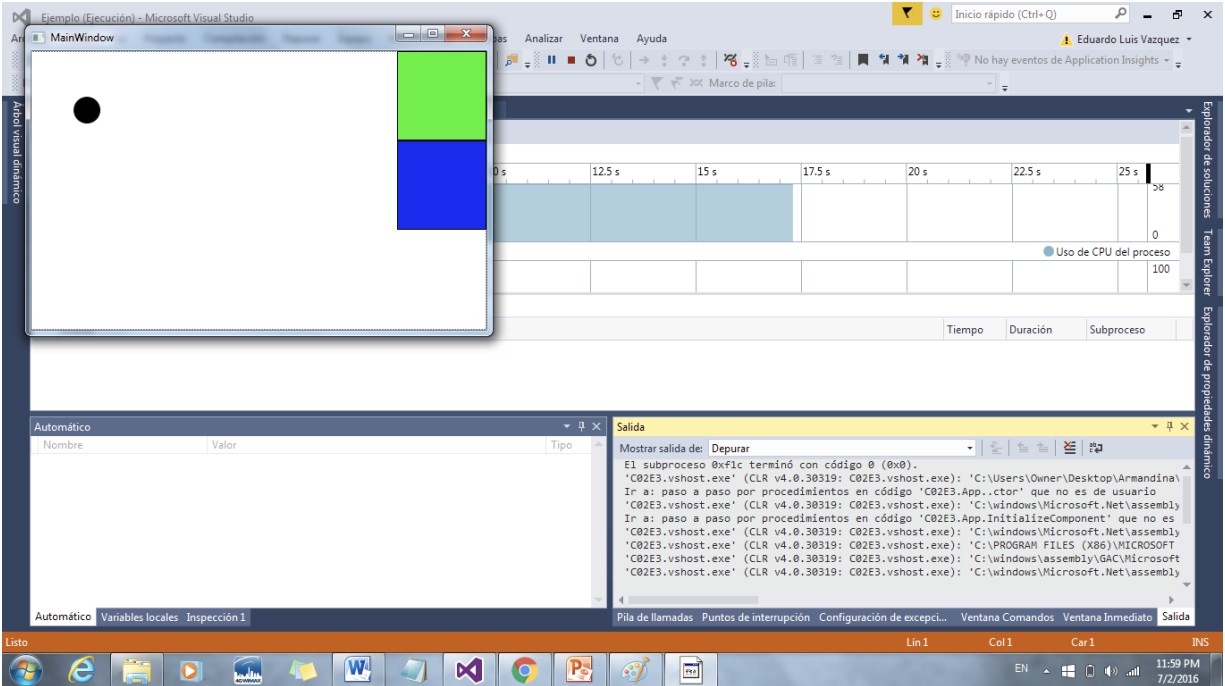 Ejemplo (Ejecución) - Microsoft Visual Studio
Inicio rápido (Ctrl+Q)
MainWindow
Analizar Ventana Ayuda
Eduardo Luis Vazquez
No hay eventos de Application Insights
Marco de pila:
Árbol visual dinámico
Explorador de soluciones
Team Explorer
Explorador de propiedades dinámico
12.5 s 15 s 17.5 s 20 s 22.5 s 25 s
58
0
Uso de CPU del proceso
100
Tiempo Duración Subproceso
Automático
Nombre Valor Tipo
Salida
Mostrar salida de: Depurar
El subproceso 0xf1c terminó con código 0 (0x0).
'C02E3.vshost.exe' (CLR v4.0.30319: C02E3.vshost.exe): 'C:\Users\Owner\Desktop\Armandina\
Ir a: paso a paso por procedimientos en código 'C02E3.App..ctor' que no es de usuario
'C02E3.vshost.exe' (CLR v4.0.30319: C02E3.vshost.exe): 'C:\windows\Microsoft.Net\assembly
Ir a: paso a paso por procedimientos en código 'C02E3.App.InitializeComponent' que no es
'C02E3.vshost.exe' (CLR v4.0.30319: C02E3.vshost.exe): 'C:\windows\Microsoft.Net\assembly
'C02E3.vshost.exe' (CLR v4.0.30319: C02E3.vshost.exe): 'C:\PROGRAM FILES (X86)\MICROSOFT
'C02E3.vshost.exe' (CLR v4.0.30319: C02E3.vshost.exe): 'C:\windows\assembly\GAC\Microsoft
'C02E3.vshost.exe' (CLR v4.0.30319: C02E3.vshost.exe): 'C:\windows\Microsoft.Net\assembly
Automático Variables locales Inspección 1
Pila de llamadas Puntos de interrupción Configuración de excepci... Ventana Comandos Ventana Inmediato Salida
Listo Lín 1 Col 1 Car 1 INS
EN 11:59 PM
7/2/2016